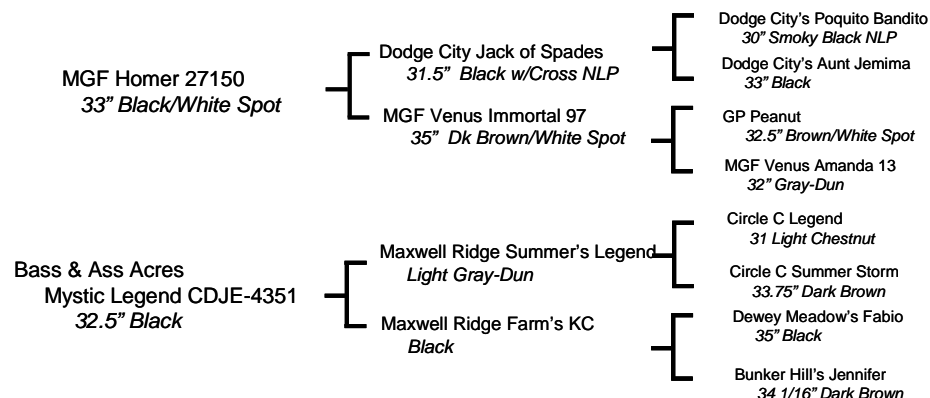 MGF Homer 27150
33” Black/White Spot
Dodge City Jack of Spades
31.5” Black w/Cross NLP
MGF Venus Immortal 97
35” Dk Brown/White Spot
Dodge City’s Poquito Bandito
30” Smoky Black NLP
Dodge City’s Aunt Jemima
33” Black
GP Peanut
32.5” Brown/White Spot
MGF Venus Amanda 13
32” Gray-Dun
Bass & Ass Acres
Mystic Legend CDJE-4351
32.5” Black
Maxwell Ridge Summer’s Legend
Light Gray-Dun
Maxwell Ridge Farm’s KC
Black
Circle C Legend
31 Light Chestnut
Circle C Summer Storm
33.75” Dark Brown
Dewey Meadow’s Fabio
35” Black
Bunker Hill’s Jennifer
34 1/16” Dark Brown